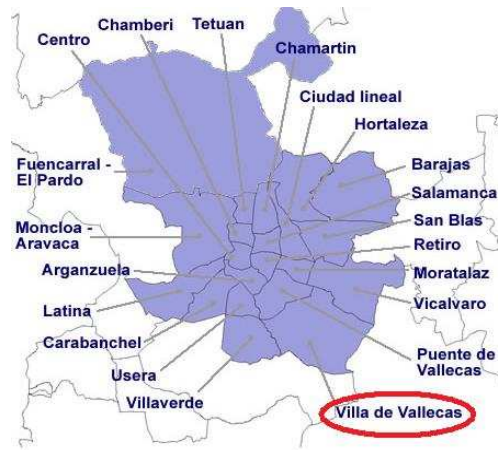 Chamberi
Tetuan
Centro
Chamartin
Ciudad lineal
Hortaleza
Fuencarral -
El Pardo
Barajas
Salamanca
Moncloa -
Aravaca
San Blas
Retiro
Arganzuela
Moratalaz
Latina
Vicalvaro
Carabanchel
Puente de
Vallecas
Usera
Villaverde
Villa de Vallecas